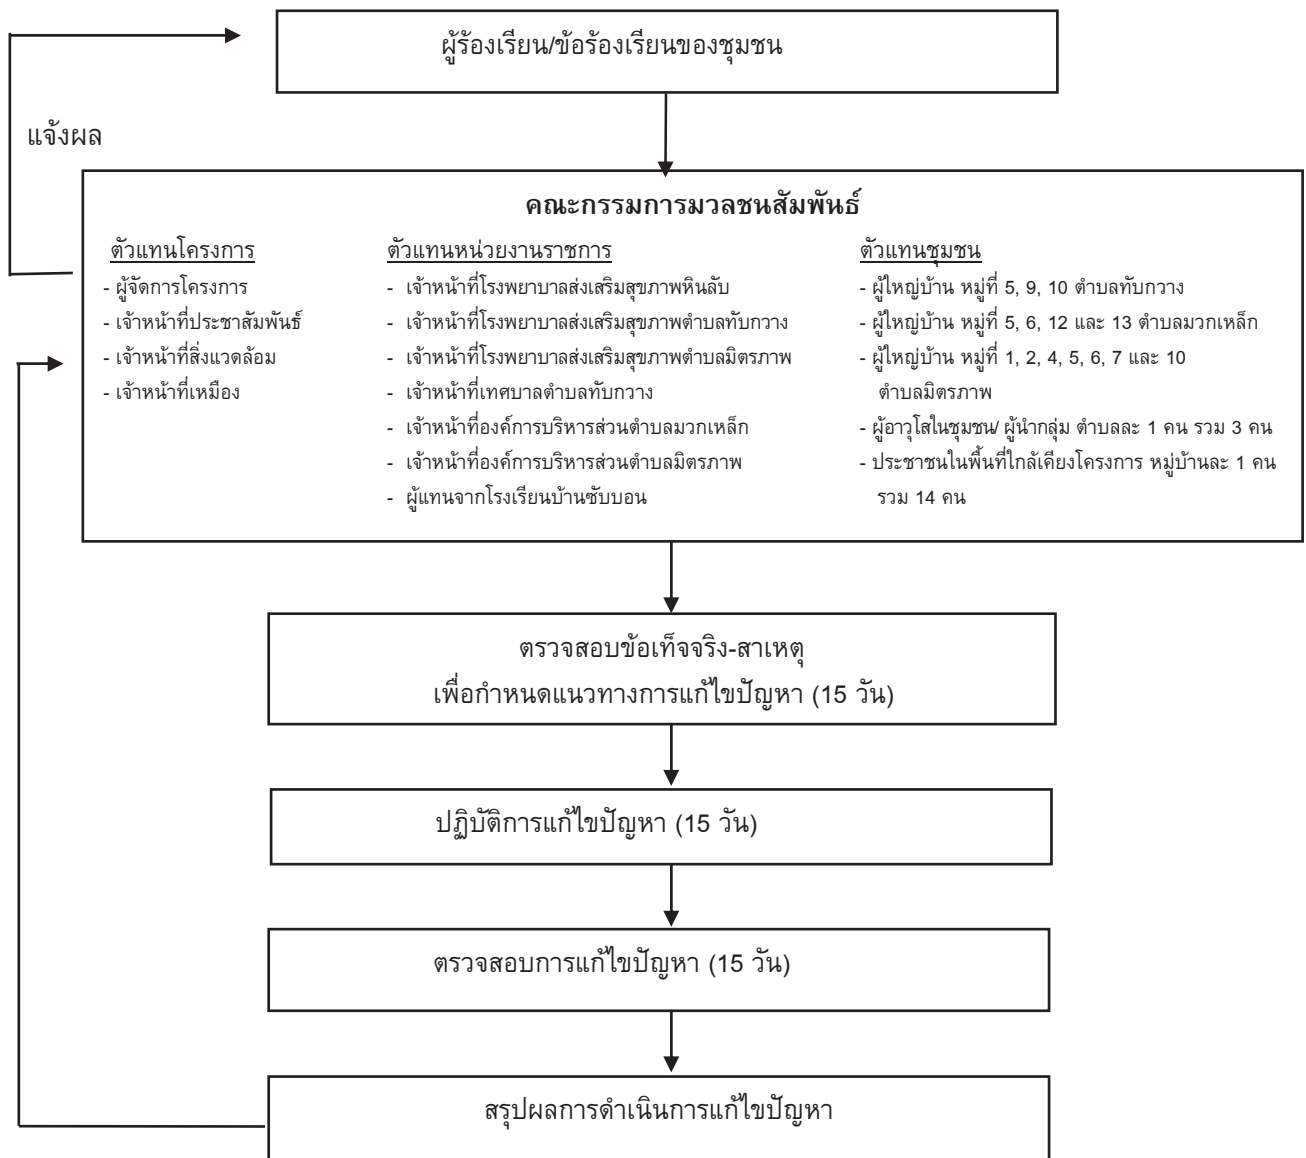 ผู้ร้องเรียน/ข้อร้องเรียนของชุมชน
แจ้งผล
คณะกรรมการมวลชนสัมพันธ์
ตัวแทนโครงการ
- ผู้จัดการโครงการ
- เจ้าหน้าที่ประชาสัมพันธ์
- เจ้าหน้าที่สิ่งแวดล้อม
- เจ้าหน้าที่เหมือง
ตัวแทนหน่วยงานราชการ
- เจ้าหน้าที่โรงพยาบาลส่งเสริมสุขภาพหินลับ
- เจ้าหน้าที่โรงพยาบาลส่งเสริมสุขภาพตำบลทับกวาง
- เจ้าหน้าที่โรงพยาบาลส่งเสริมสุขภาพตำบลมิตรภาพ
- เจ้าหน้าที่เทศบาลตำบลทับกวาง
- เจ้าหน้าที่องค์การบริหารส่วนตำบลมวกเหล็ก
- เจ้าหน้าที่องค์การบริหารส่วนตำบลมิตรภาพ
- ผู้แทนจากโรงเรียนบ้านซับบอน
ตัวแทนชุมชน
- ผู้ใหญ่บ้าน หมู่ที่ 5, 9, 10 ตำบลทับกวาง
- ผู้ใหญ่บ้าน หมู่ที่ 5, 6, 12 และ 13 ตำบลมวกเหล็ก
- ผู้ใหญ่บ้าน หมู่ที่ 1, 2, 4, 5, 6, 7 และ 10
ตำบลมิตรภาพ
- ผู้อาวุโสในชุมชน/ ผู้นำกลุ่ม ตำบลละ 1 คน รวม 3 คน
- ประชาชนในพื้นที่ใกล้เคียงโครงการ หมู่บ้านละ 1 คน
รวม 14 คน
ตรวจสอบข้อเท็จจริง-สาเหตุ
เพื่อกำหนดแนวทางการแก้ไขปัญหา (15 วัน)
ปฏิบัติการแก้ไขปัญหา (15 วัน)
ตรวจสอบการแก้ไขปัญหา (15 วัน)
สรุปผลการดำเนินการแก้ไขปัญหา